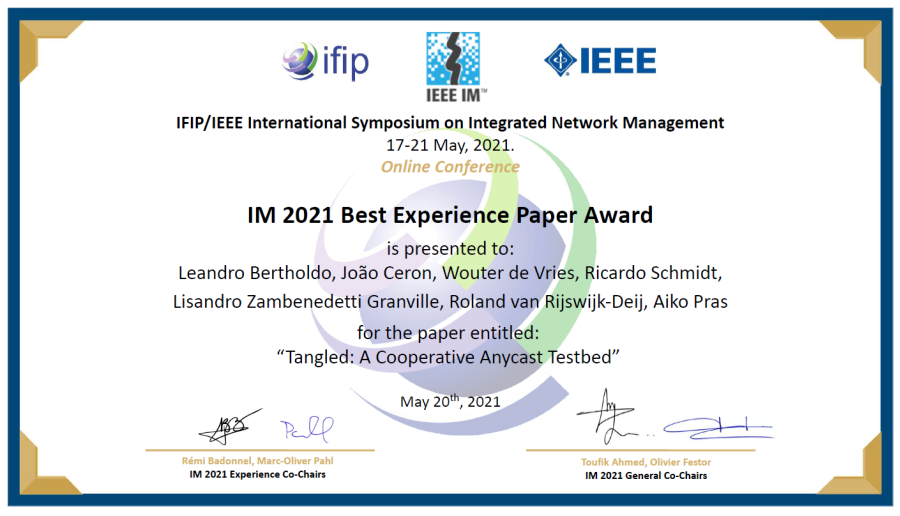 ifip
IEEE IM™
IEEE
IFIP/IEEE International Symposium on Integrated Network Management
17-21 May, 2021.
Online Conference
IM 2021 Best Experience Paper Award
is presented to:
Leandro Bertholdo, João Ceron, Wouter de Vries, Ricardo Schmidt,
Lisandro Zambenedetti Granville, Roland van Rijswijk-Deij, Aiko Pras
for the paper entitled:
“Tangled: A Cooperative Anycast Testbed”
May 20th, 2021
Rémi Badonnel, Marc-Oliver Pahl
IM 2021 Experience Co-Chairs
Toufik Ahmed, Olivier Festor
IM 2021 General Co-Chairs